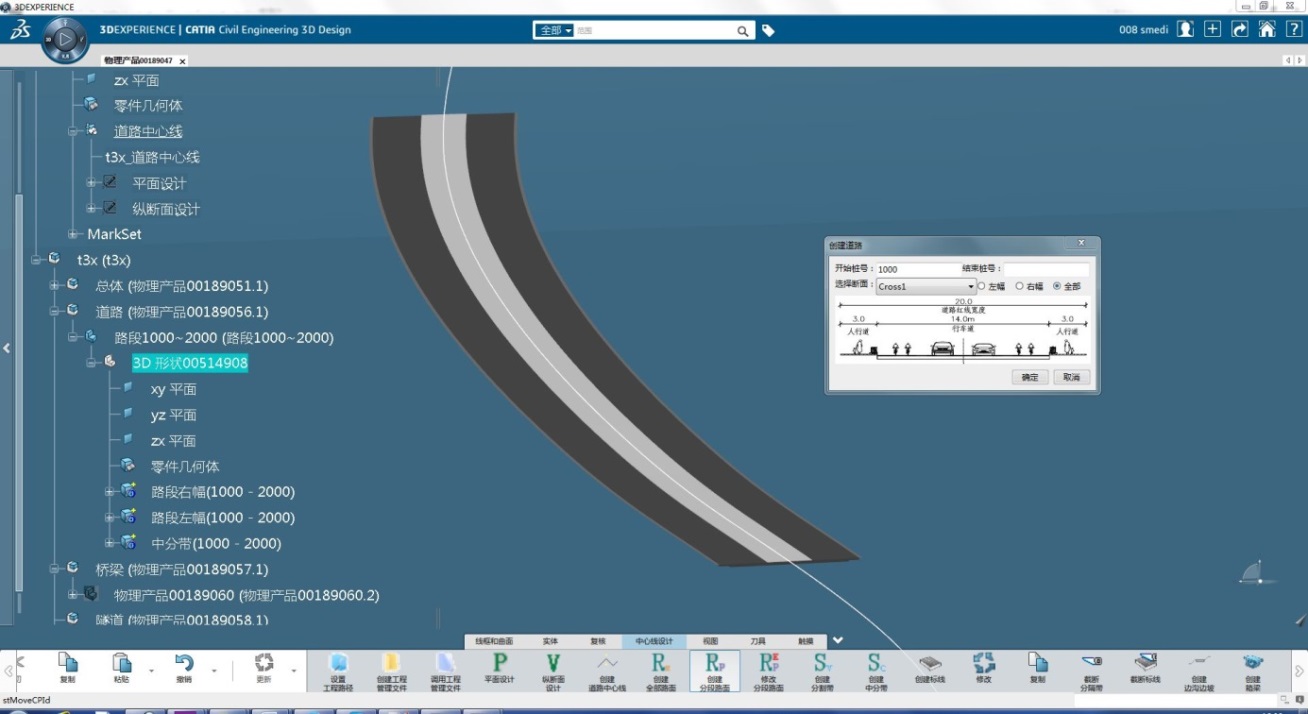 3DEXPERIENCE
3DEXPERIENCE | CATIA Civil Engineering 3D Design
全部
008 smedi
物理产品00189047
zx 平面
零件几何体
道路中心线
t3x_道路中心线
平面设计
纵断面设计
MarkSet
t3x (t3x)
总体 (物理产品00189051.1)
道路 (物理产品00189056.1)
路段1000~2000 (路段1000~2000)
3D 形状00514908
xy 平面
yz 平面
zx 平面
零件几何体
路段右幅(1000 - 2000)
路段左幅(1000 - 2000)
中分带(1000 - 2000)
桥梁 (物理产品00189057.1)
物理产品00189060 (物理产品00189060.2)
隧道 (物理产品00189058.1)
创建道路
开始桩号: 1000 结束桩号:
选择断面: Cross1 左幅 右幅 全部
20.0
道路红线宽度
3.0 14.0m 3.0
人行道 行车道 人行道
确定 取消
线框和曲面 实体 复核 中心线设计 视图 刀具 触摸
复制
粘贴
撤销
更新
设置
工程路径
创建工程
管理文件
调用工程
管理文件
平面设计
纵断面
设计
创建
道路中心线
创建
全部路面
创建
分段路面
修改
分段路面
创建
分割带
创建
中分带
创建标线
修改
复制
截断
分隔带
截断标线
创建
边沟边坡
创建
箱梁
stMoveCPId